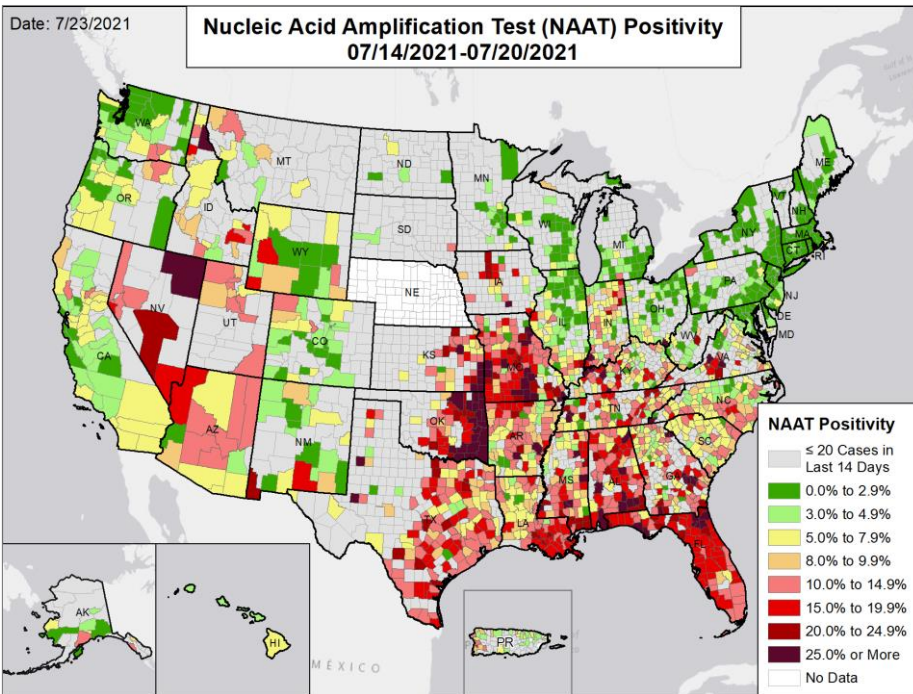 Date: 7/23/2021
Nucleic Acid Amplification Test (NAAT) Positivity
07/14/2021-07/20/2021
WA
MT
ND
MN
ME
OR
ID
SD
WI
MI
VT
NH
NY
MA
CT
RI
WY
IA
PA
NJ
NE
OH
DE
MD
NV
UT
CO
IL
IN
WV
VA
CA
KS
MO
KY
NC
AZ
NM
OK
AR
TN
SC
MS
AL
GA
TX
LA
FL
AK
HI
PR
MÉXICO
NAAT Positivity
≤ 20 Cases in
Last 14 Days
0.0% to 2.9%
3.0% to 4.9%
5.0% to 7.9%
8.0% to 9.9%
10.0% to 14.9%
15.0% to 19.9%
20.0% to 24.9%
25.0% or More
No Data